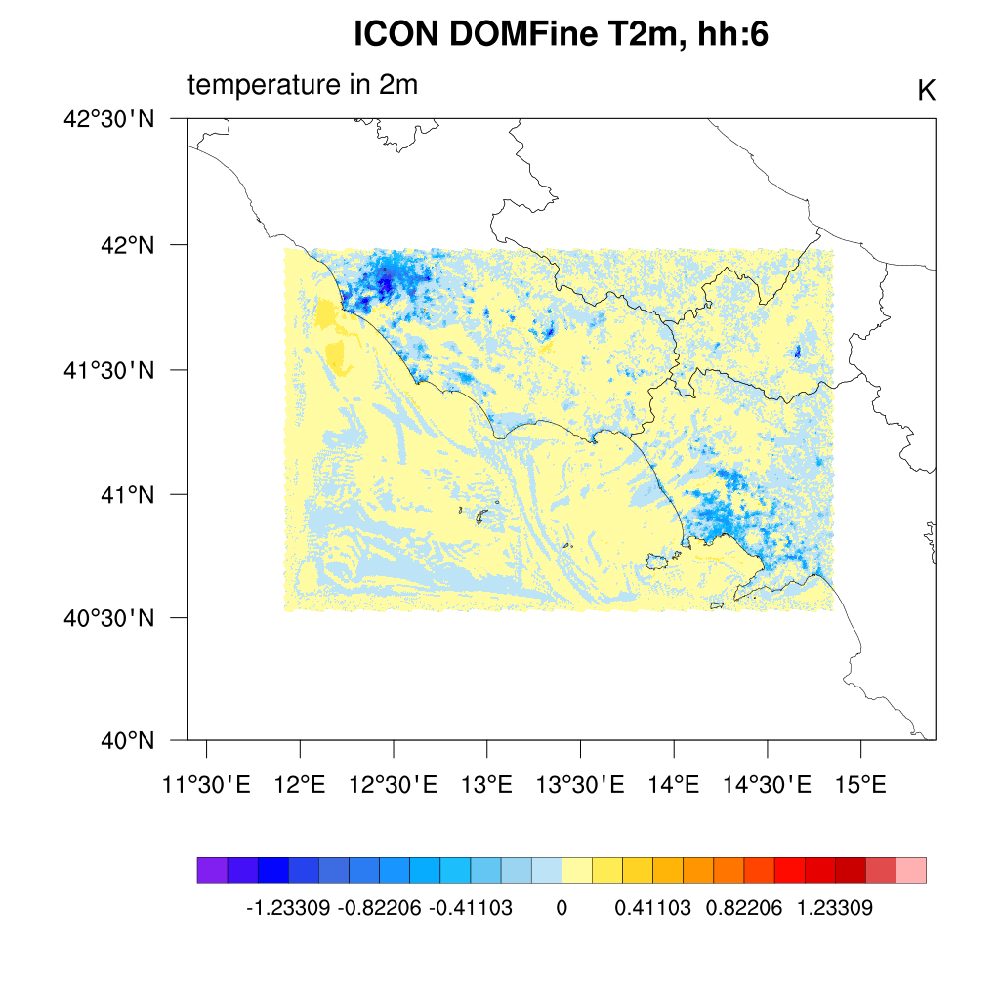 ICON DOMFine T2m, hh:6
temperature in 2m
K
42°30'N
42°N
41°30'N
41°N
40°30'N
40°N
11°30'E 12°E 12°30'E 13°E 13°30'E 14°E 14°30'E 15°E
-1.23309 -0.82206 -0.41103 0 0.41103 0.82206 1.23309